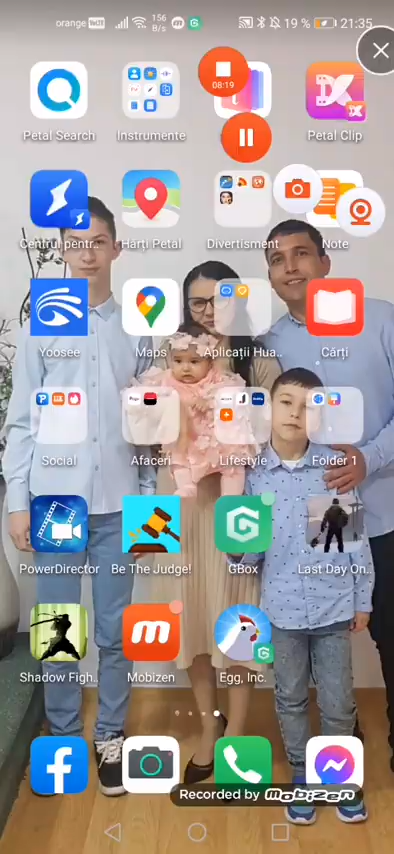 orange VoLTE 156 B/s 19 % 21:35
08:19
Petal Search Instrumente Petal Clip
Centrul pentr.. Hărți Petal Divertisment Note
Yoosee Maps Aplicații Hua.. Cărți
Social Afaceri Lifestyle Folder 1
PowerDirector Be The Judge! GBox Last Day On..
Shadow Figh.. Mobizen Egg, Inc.
Recorded by mobizen